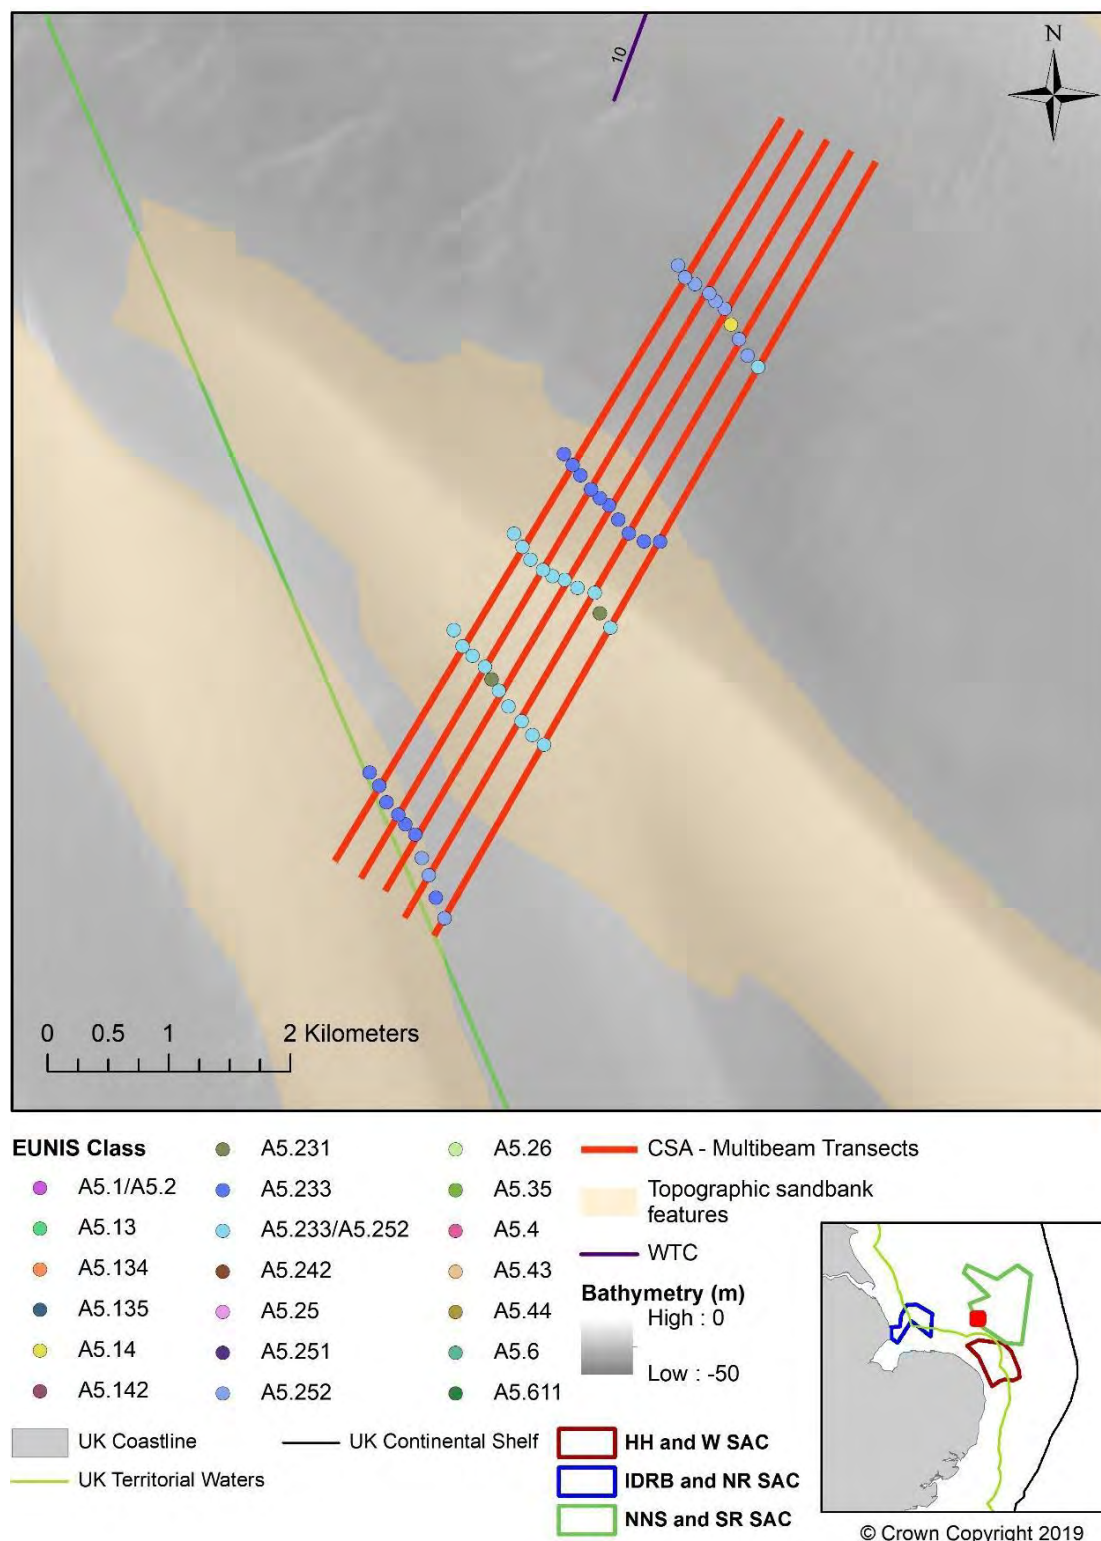 N
10
0 0.5 1 2 Kilometers
EUNIS Class
A5.1/A5.2
A5.13
A5.134
A5.135
A5.14
A5.142
A5.231
A5.233
A5.233/A5.252
A5.242
A5.251
A5.25
A5.252
A5.26
A5.35
A5.4
A5.43
A5.44
A5.6
A5.611
CSA - Multibeam Transects
Topographic sandbank
features
WTC
Bathymetry (m)
High : 0
Low : -50
UK Coastline
UK Continental Shelf
UK Territorial Waters
HH and W SAC
IDRB and NR SAC
NNS and SR SAC
© Crown Copyright 2019